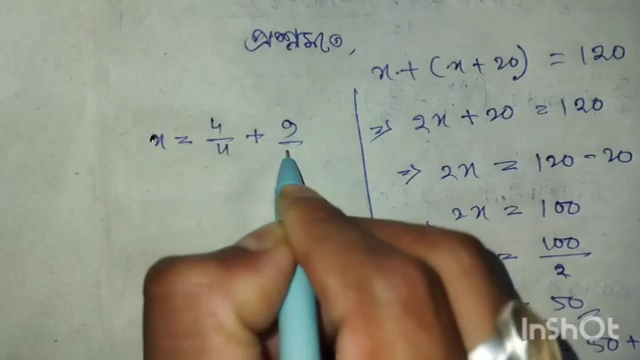 প্রশ্নমতে,
x + (x + 20) = 120
⇒ 2x + 20 = 120
x = 4/4 + 9/
⇒ 2x = 120 - 20
2x = 100
= 100/2
= 50
50 +
InShOt